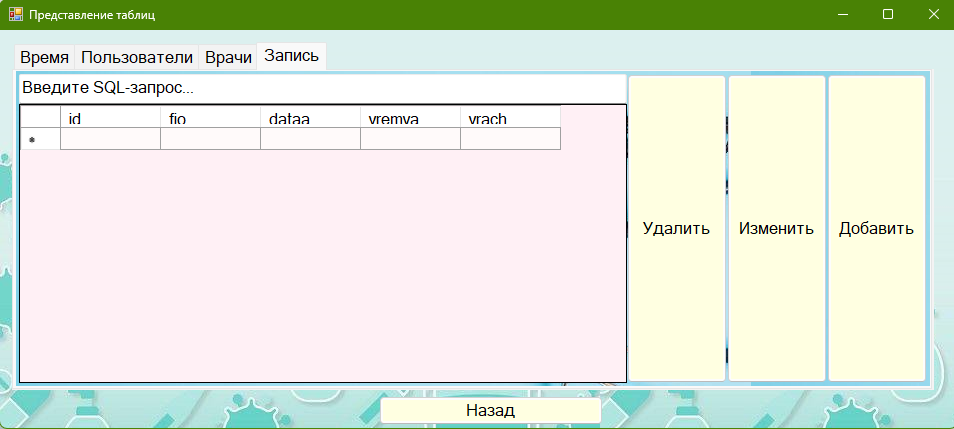 Представление таблиц
Время Пользователи Врачи Запись
Введите SQL-запрос...
id fio dataa vremya vrach
Удалить Изменить Добавить
Назад